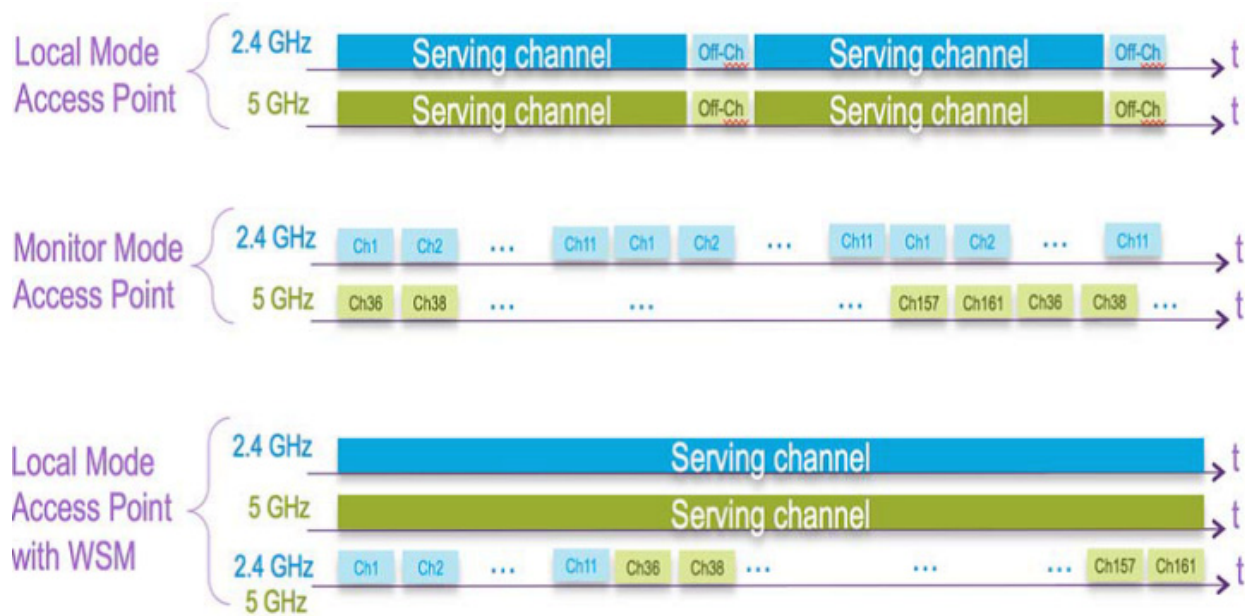 Local Mode
Access Point
2.4 GHz Serving channel Off-Ch Serving channel Off-Ch t
5 GHz Serving channel Off-Ch Serving channel Off-Ch t
Monitor Mode
Access Point
2.4 GHz Ch1 Ch2 ... Ch11 Ch1 Ch2 ... Ch11 Ch1 Ch2 ... Ch11 t
5 GHz Ch36 Ch38 ... ... ... Ch157 Ch161 Ch36 Ch38 ... t
Local Mode
Access Point
with WSM
2.4 GHz Serving channel t
5 GHz Serving channel t
2.4 GHz Ch1 Ch2 ... Ch11 Ch36 Ch38 ... ... ... Ch157 Ch161 t
5 GHz